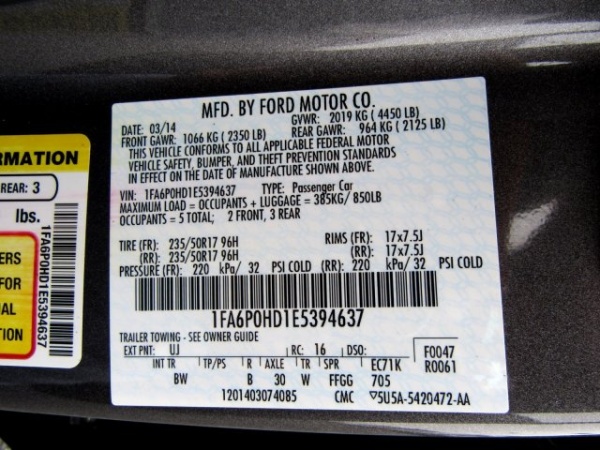 MFD. BY FORD MOTOR CO.
DATE: 03/14 GVWR: 2019 KG ( 4450 LB)
FRONT GAWR: 1066 KG ( 2350 LB) REAR GAWR: 964 KG ( 2125 LB)
THIS VEHICLE CONFORMS TO ALL APPLICABLE FEDERAL MOTOR
VEHICLE SAFETY, BUMPER, AND THEFT PREVENTION STANDARDS
IN EFFECT ON THE DATE OF MANUFACTURE SHOWN ABOVE.
VIN: 1FA6P0HD1E5394637 TYPE: Passenger Car
MAXIMUM LOAD = OCCUPANTS + LUGGAGE = 385KG/ 850LB
OCCUPANTS = 5 TOTAL; 2 FRONT, 3 REAR
TIRE (FR): 235/50R17 96H RIMS (FR): 17x7.5J
(RR): 235/50R17 96H (RR): 17x7.5J
PRESSURE (FR): 220 kPa/ 32 PSI COLD (RR): 220 kPa/ 32 PSI COLD
1FA6P0HD1E5394637
TRAILER TOWING - SEE OWNER GUIDE
EXT PNT: UJ RC: 16 DSO: F0047
INT TR TP/PS R AXLE TR SPR EC71K R0061
BW B 30 W FFGG 705
1201403074085 CMC 5U5A-5420472-AA
ORMATION
REAR: 3
lbs.
ERS
FOR
NAL
TION
1FA6P0HD1E5394637